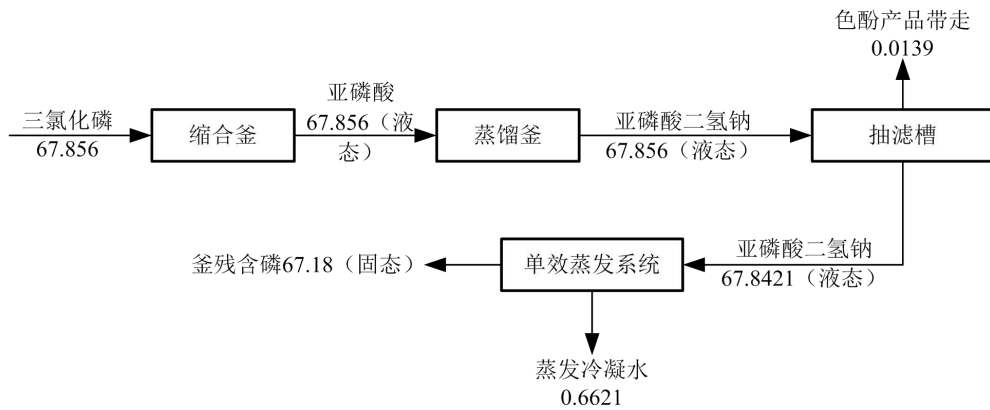 色酚产品带走
0.0139
三氯化磷
67.856
缩合釜
亚磷酸
67.856（液
态）
蒸馏釜
亚磷酸二氢钠
67.856（液态）
抽滤槽
釜残含磷67.18（固态）
单效蒸发系统
亚磷酸二氢钠
67.8421（液态）
蒸发冷凝水
0.6621